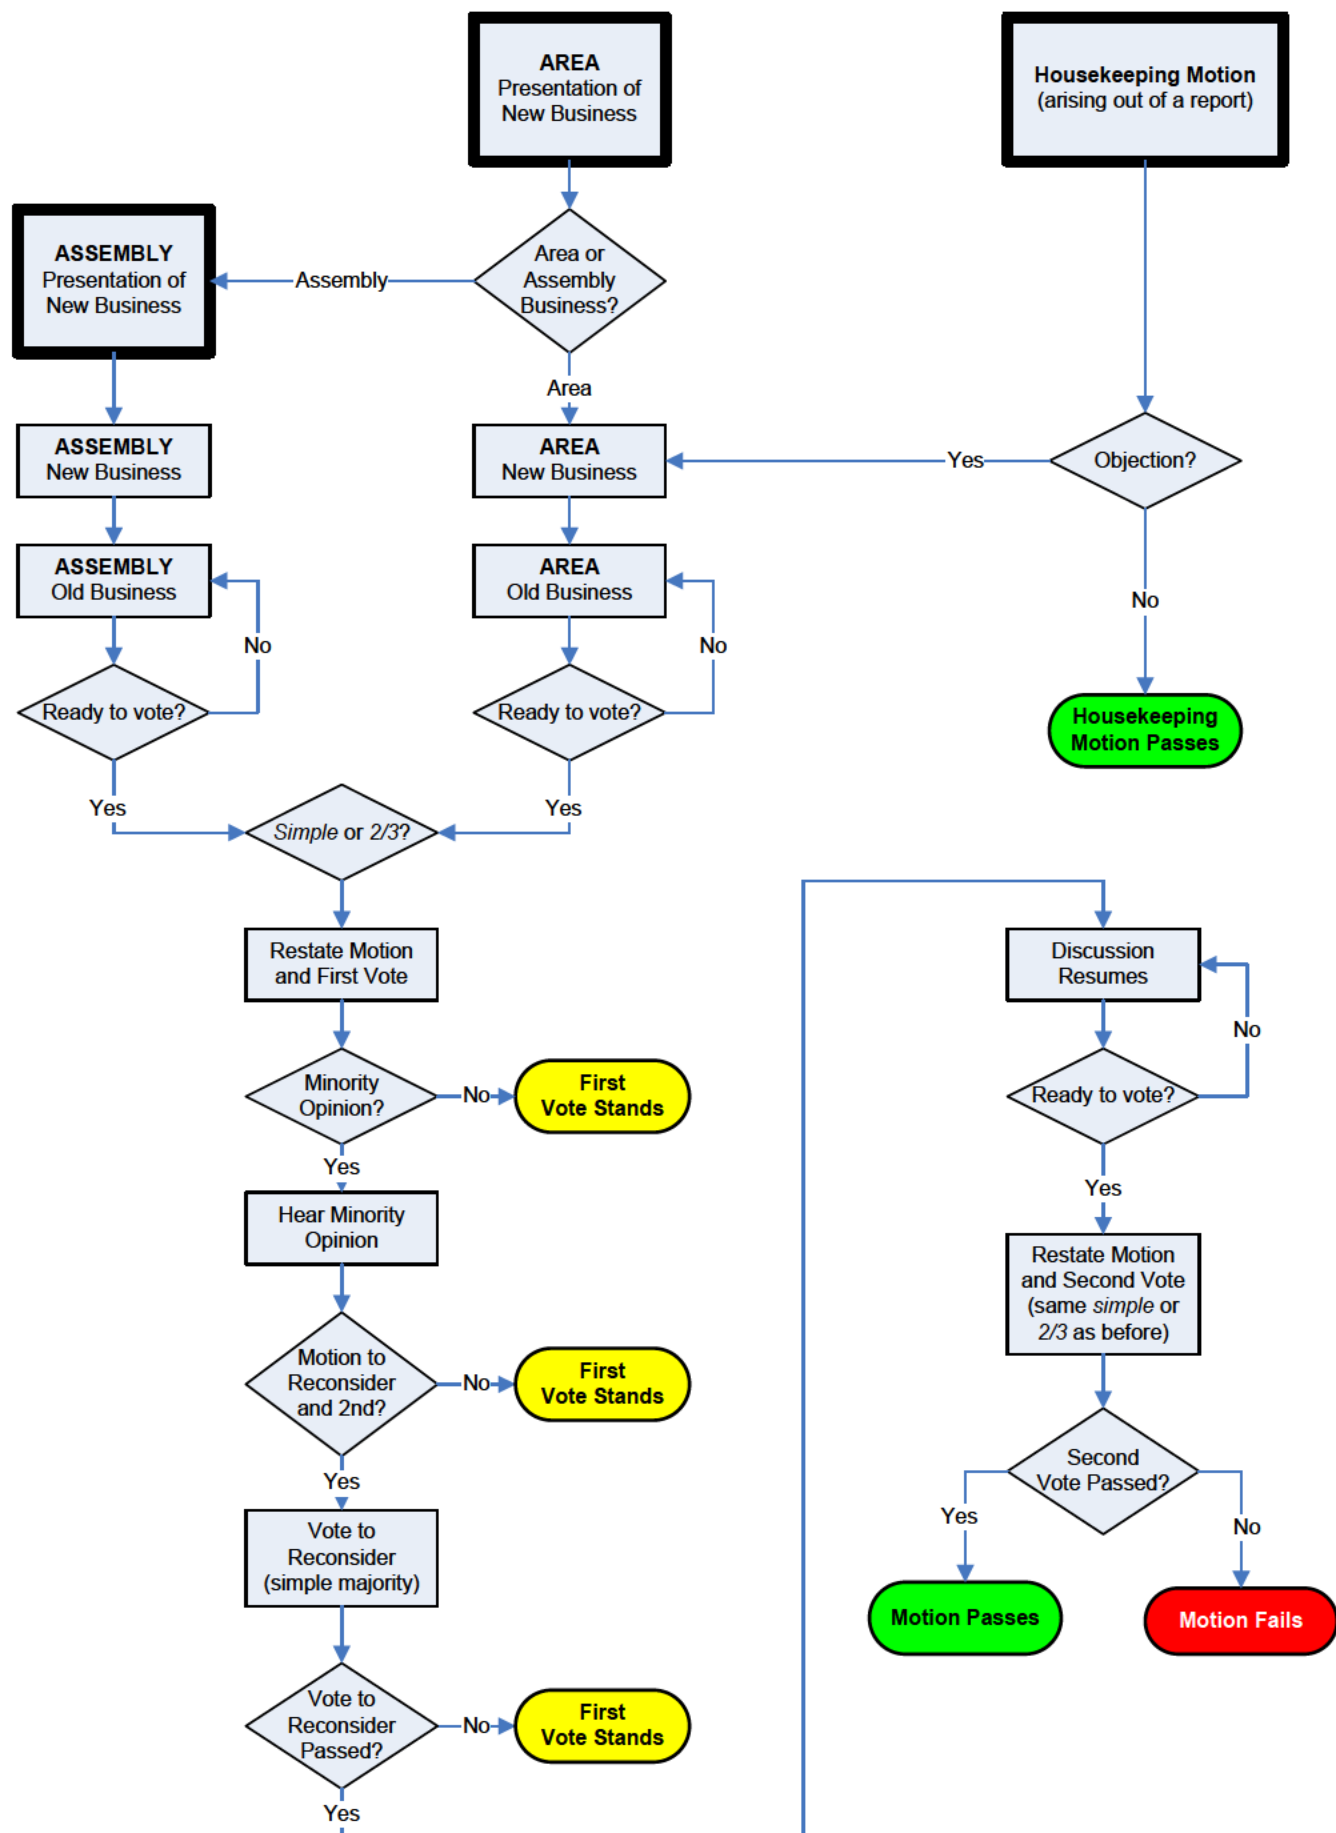 AREA
Presentation of
New Business
Housekeeping Motion
(arising out of a report)
ASSEMBLY
Presentation of
New Business
Assembly
Area or
Assembly
Business?
Area
ASSEMBLY
New Business
AREA
New Business
Yes
Objection?
ASSEMBLY
Old Business
AREA
Old Business
No
No
No
Ready to vote?
Ready to vote?
Housekeeping
Motion Passes
Yes
Yes
Simple or 2/3?
Restate Motion
and First Vote
Minority
Opinion?
No
First
Vote Stands
Yes
Hear Minority
Opinion
Motion to
Reconsider
and 2nd?
No
First
Vote Stands
Yes
Vote to
Reconsider
(simple majority)
Vote to
Reconsider
Passed?
No
First
Vote Stands
Yes
Discussion
Resumes
No
Ready to vote?
Yes
Restate Motion
and Second Vote
(same simple or
2/3 as before)
Second
Vote Passed?
Yes
No
Motion Passes
Motion Fails